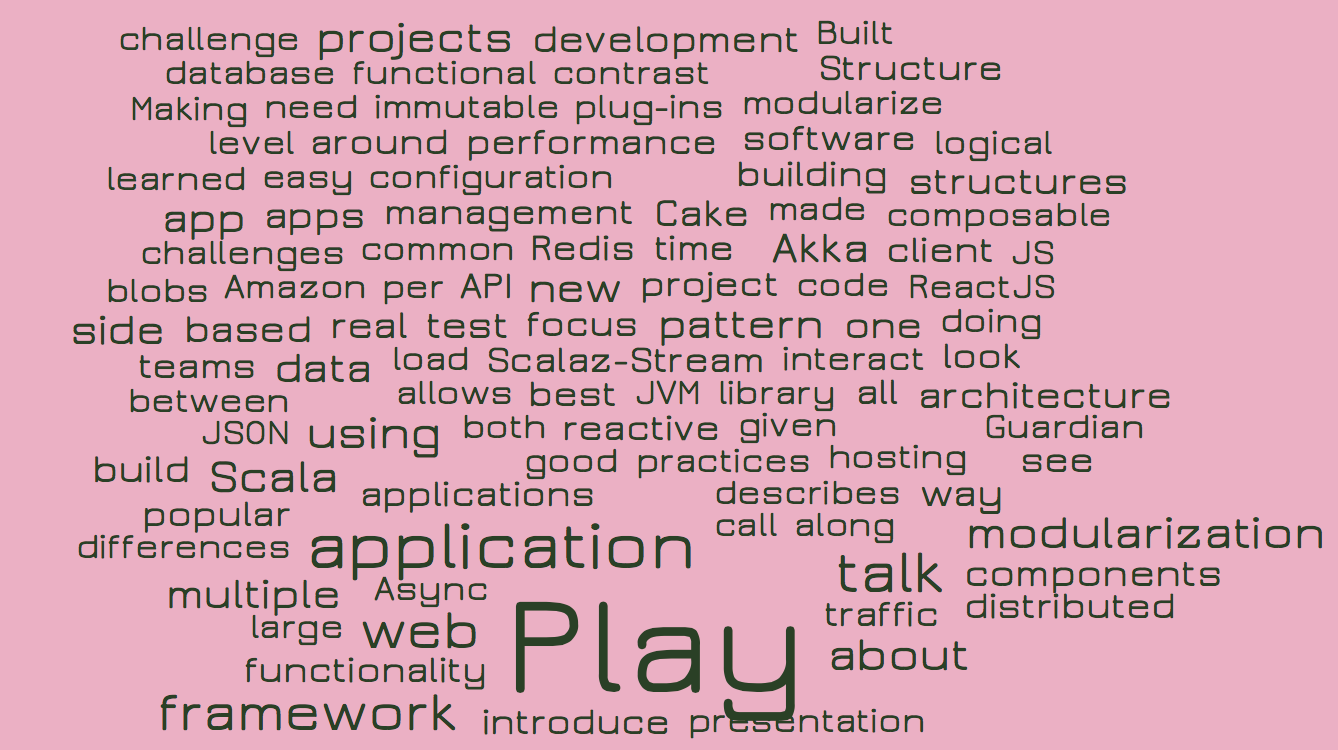 challenge projects development Built
database functional contrast Structure
Making need immutable plug-ins modularize
level around performance software logical
learned easy configuration building structures
app apps management Cake made composable
challenges common Redis time Akka client JS
blobs Amazon per API new project code ReactJS
side based real test focus pattern one doing
teams data load Scalaz-Stream interact look
between allows best JVM library all architecture
JSON using both reactive given Guardian
build Scala good practices hosting see
applications describes way
popular call along
differences application modularization
talk components
multiple Async traffic distributed
large web Play about
functionality
framework introduce presentation